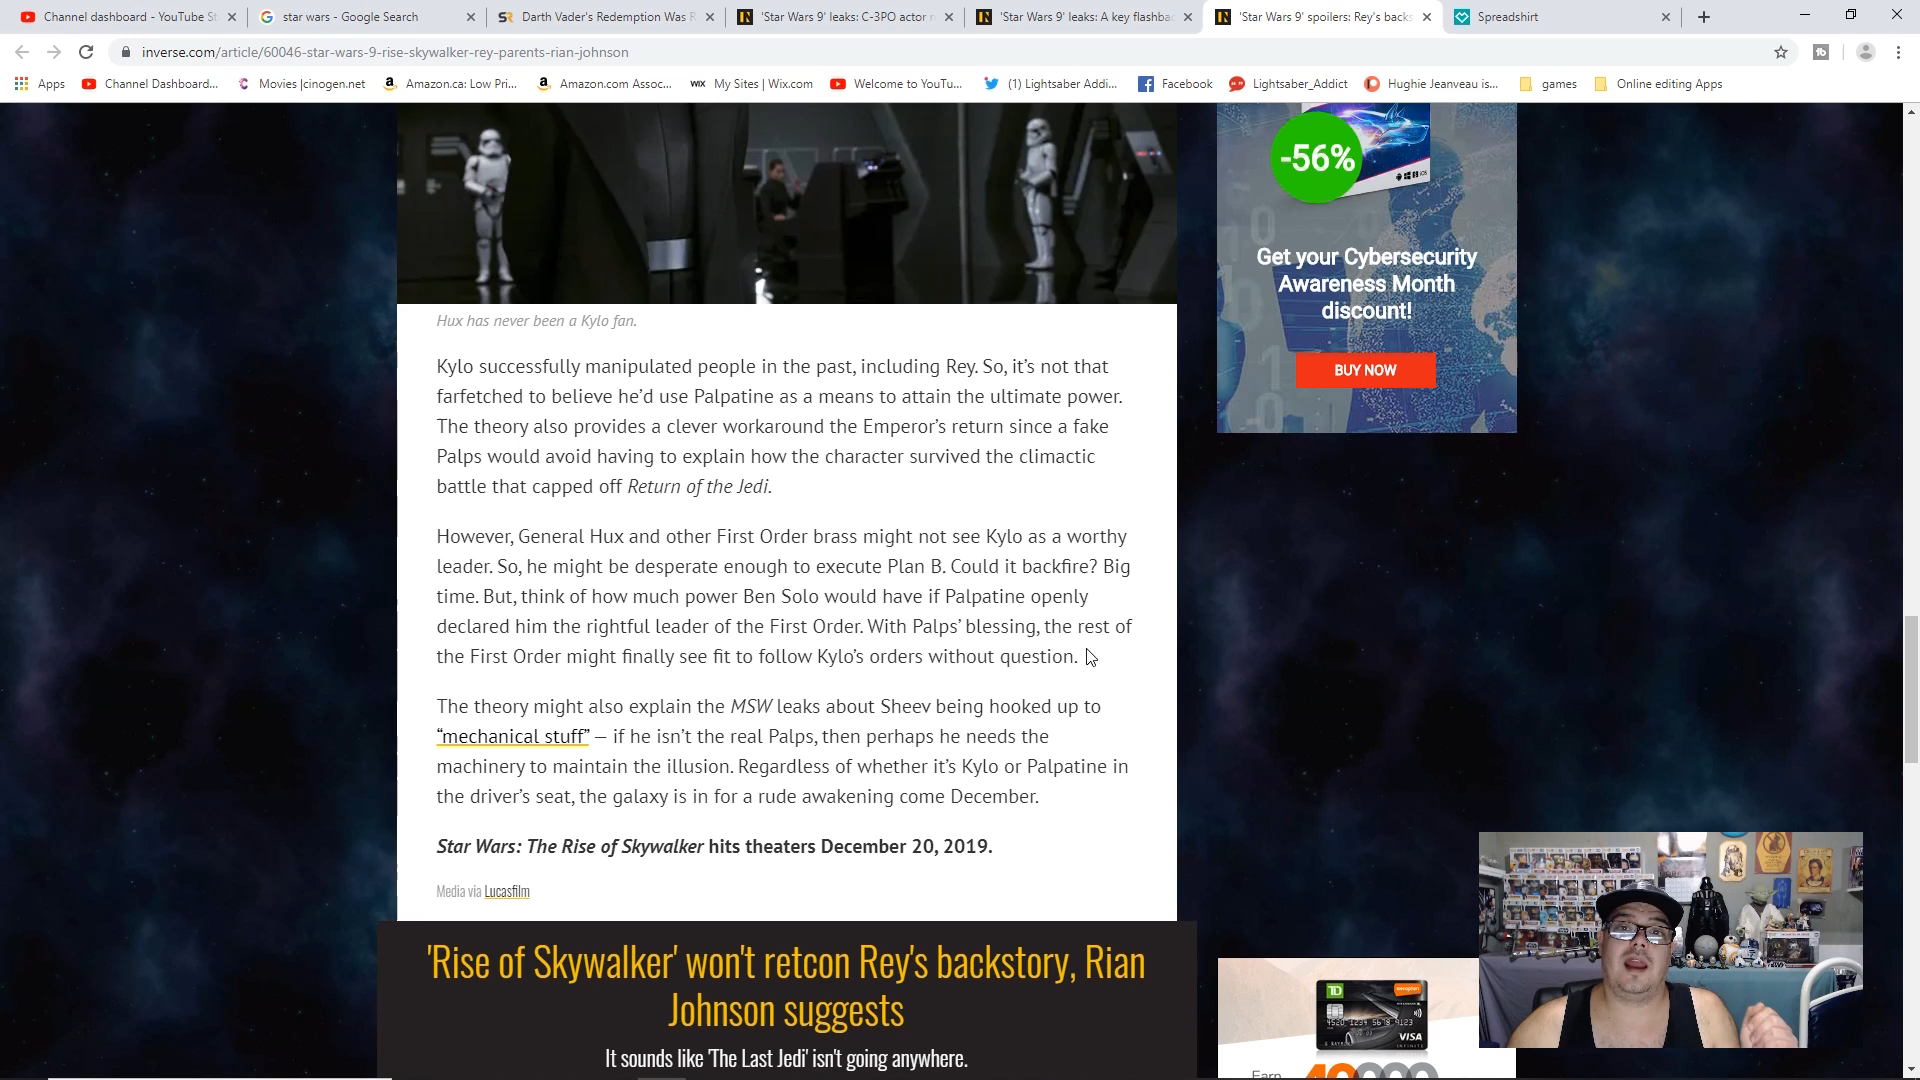 Channel dashboard - YouTube St
star wars - Google Search
Darth Vader's Redemption Was R
'Star Wars 9' leaks: C-3PO actor
'Star Wars 9' leaks: A key flashba
'Star Wars 9' spoilers: Rey's backs
Spreadshirt
inverse.com/article/60046-star-wars-9-rise-skywalker-rey-parents-rian-johnson
Apps
Channel Dashboard...
Movies |cinogen.net
Amazon.ca: Low Pri...
Amazon.com Assoc...
WIX My Sites | Wix.com
Welcome to YouTu...
(1) Lightsaber Addi...
Facebook
Lightsaber_Addict
Hughie Jeanveau is...
games
Online editing Apps
Hux has never been a Kylo fan.
Kylo successfully manipulated people in the past, including Rey. So, it's not that
farfetched to believe he'd use Palpatine as a means to attain the ultimate power.
The theory also provides a clever workaround the Emperor's return since a fake
Palps would avoid having to explain how the character survived the climactic
battle that capped off Return of the Jedi.
However, General Hux and other First Order brass might not see Kylo as a worthy
leader. So, he might be desperate enough to execute Plan B. Could it backfire? Big
time. But, think of how much power Ben Solo would have if Palpatine openly
declared him the rightful leader of the First Order. With Palps' blessing, the rest of
the First Order might finally see fit to follow Kylo's orders without question.
The theory might also explain the MSW leaks about Sheev being hooked up to
“mechanical stuff” — if he isn't the real Palps, then perhaps he needs the
machinery to maintain the illusion. Regardless of whether it's Kylo or Palpatine in
the driver's seat, the galaxy is in for a rude awakening come December.
Star Wars: The Rise of Skywalker hits theaters December 20, 2019.
Media via Lucasfilm
'Rise of Skywalker' won't retcon Rey's backstory, Rian
Johnson suggests
It sounds like 'The Last Jedi' isn't going anywhere.
-56%
Get your Cybersecurity
Awareness Month
discount!
BUY NOW
TD
4520 1234 5678 9123
VISA
Earn